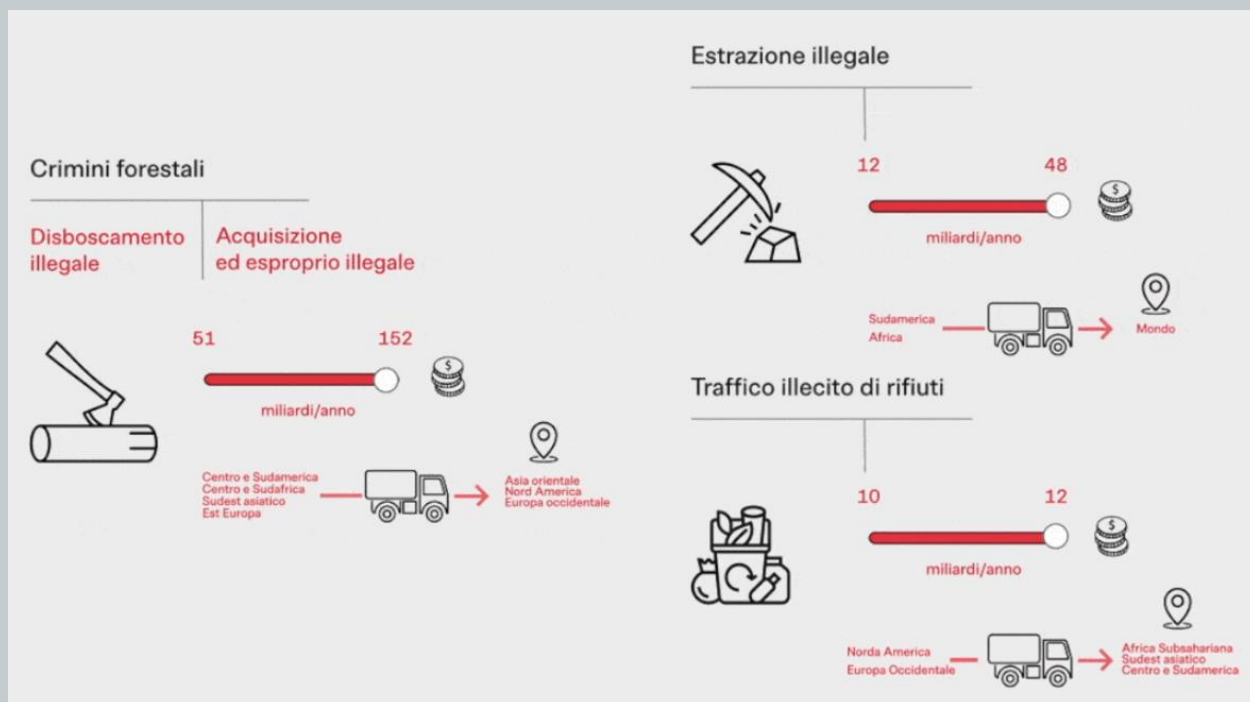 Crimini forestali
Disboscamento
illegale
Acquisizione
ed esproprio illegale
51
152
$
miliardi/anno
Centro e Sudamerica
Centro e Sudafrica
Sudest asiatico
Est Europa
Asia orientale
Nord America
Europa occidentale
Estrazione illegale
12
48
$
miliardi/anno
Sudamerica
Africa
Mondo
Traffico illecito di rifiuti
10
12
$
miliardi/anno
Norda America
Europa Occidentale
Africa Subsahariana
Sudest asiatico
Centro e Sudamerica